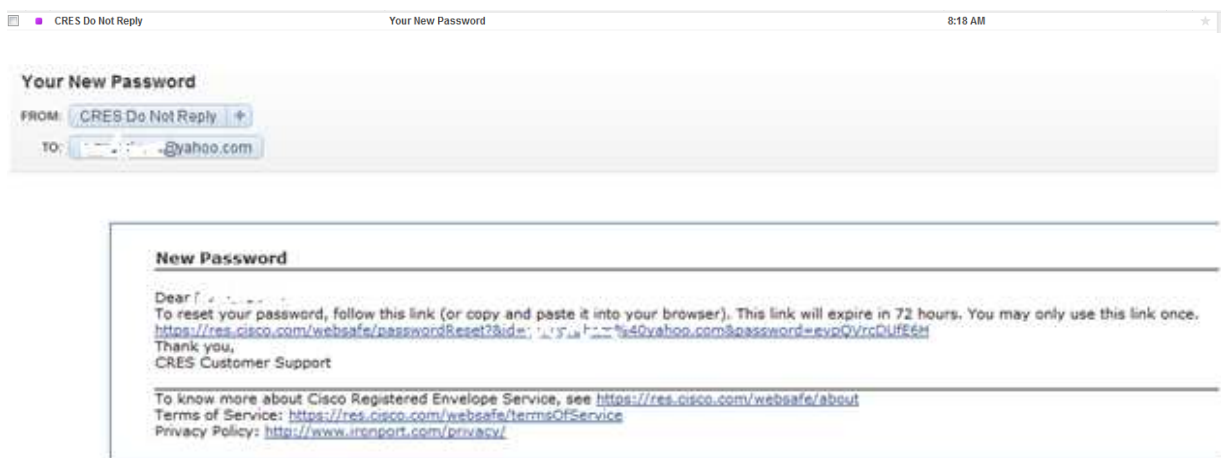 CRES Do Not Reply Your New Password 8:18 AM
Your New Password
FROM: CRES Do Not Reply +
TO: @yahoo.com
New Password
Dear
To reset your password, follow this link (or copy and paste it into your browser). This link will expire in 72 hours. You may only use this link once.
https://res.cisco.com/websafe/passwordReset?&id= %40yahoo.com&password=evpQVrcDUfE6H
Thank you,
CRES Customer Support
To know more about Cisco Registered Envelope Service, see https://res.cisco.com/websafe/about
Terms of Service: https://res.cisco.com/websafe/termsOfService
Privacy Policy: http://www.ironport.com/privacy/